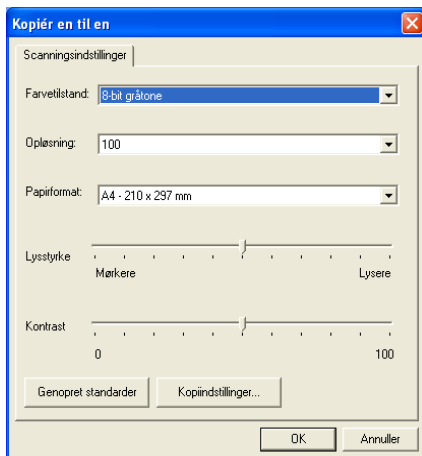 Kopiér en til en
Scanningsindstillinger
Farvetilstand: 8-bit gråtone
Opløsning: 100
Papirformat: A4 - 210 x 297 mm
Lysstyrke
Mørkere Lysere
Kontrast
0 100
Genopret standarder Kopiindstillinger...
OK Annuller